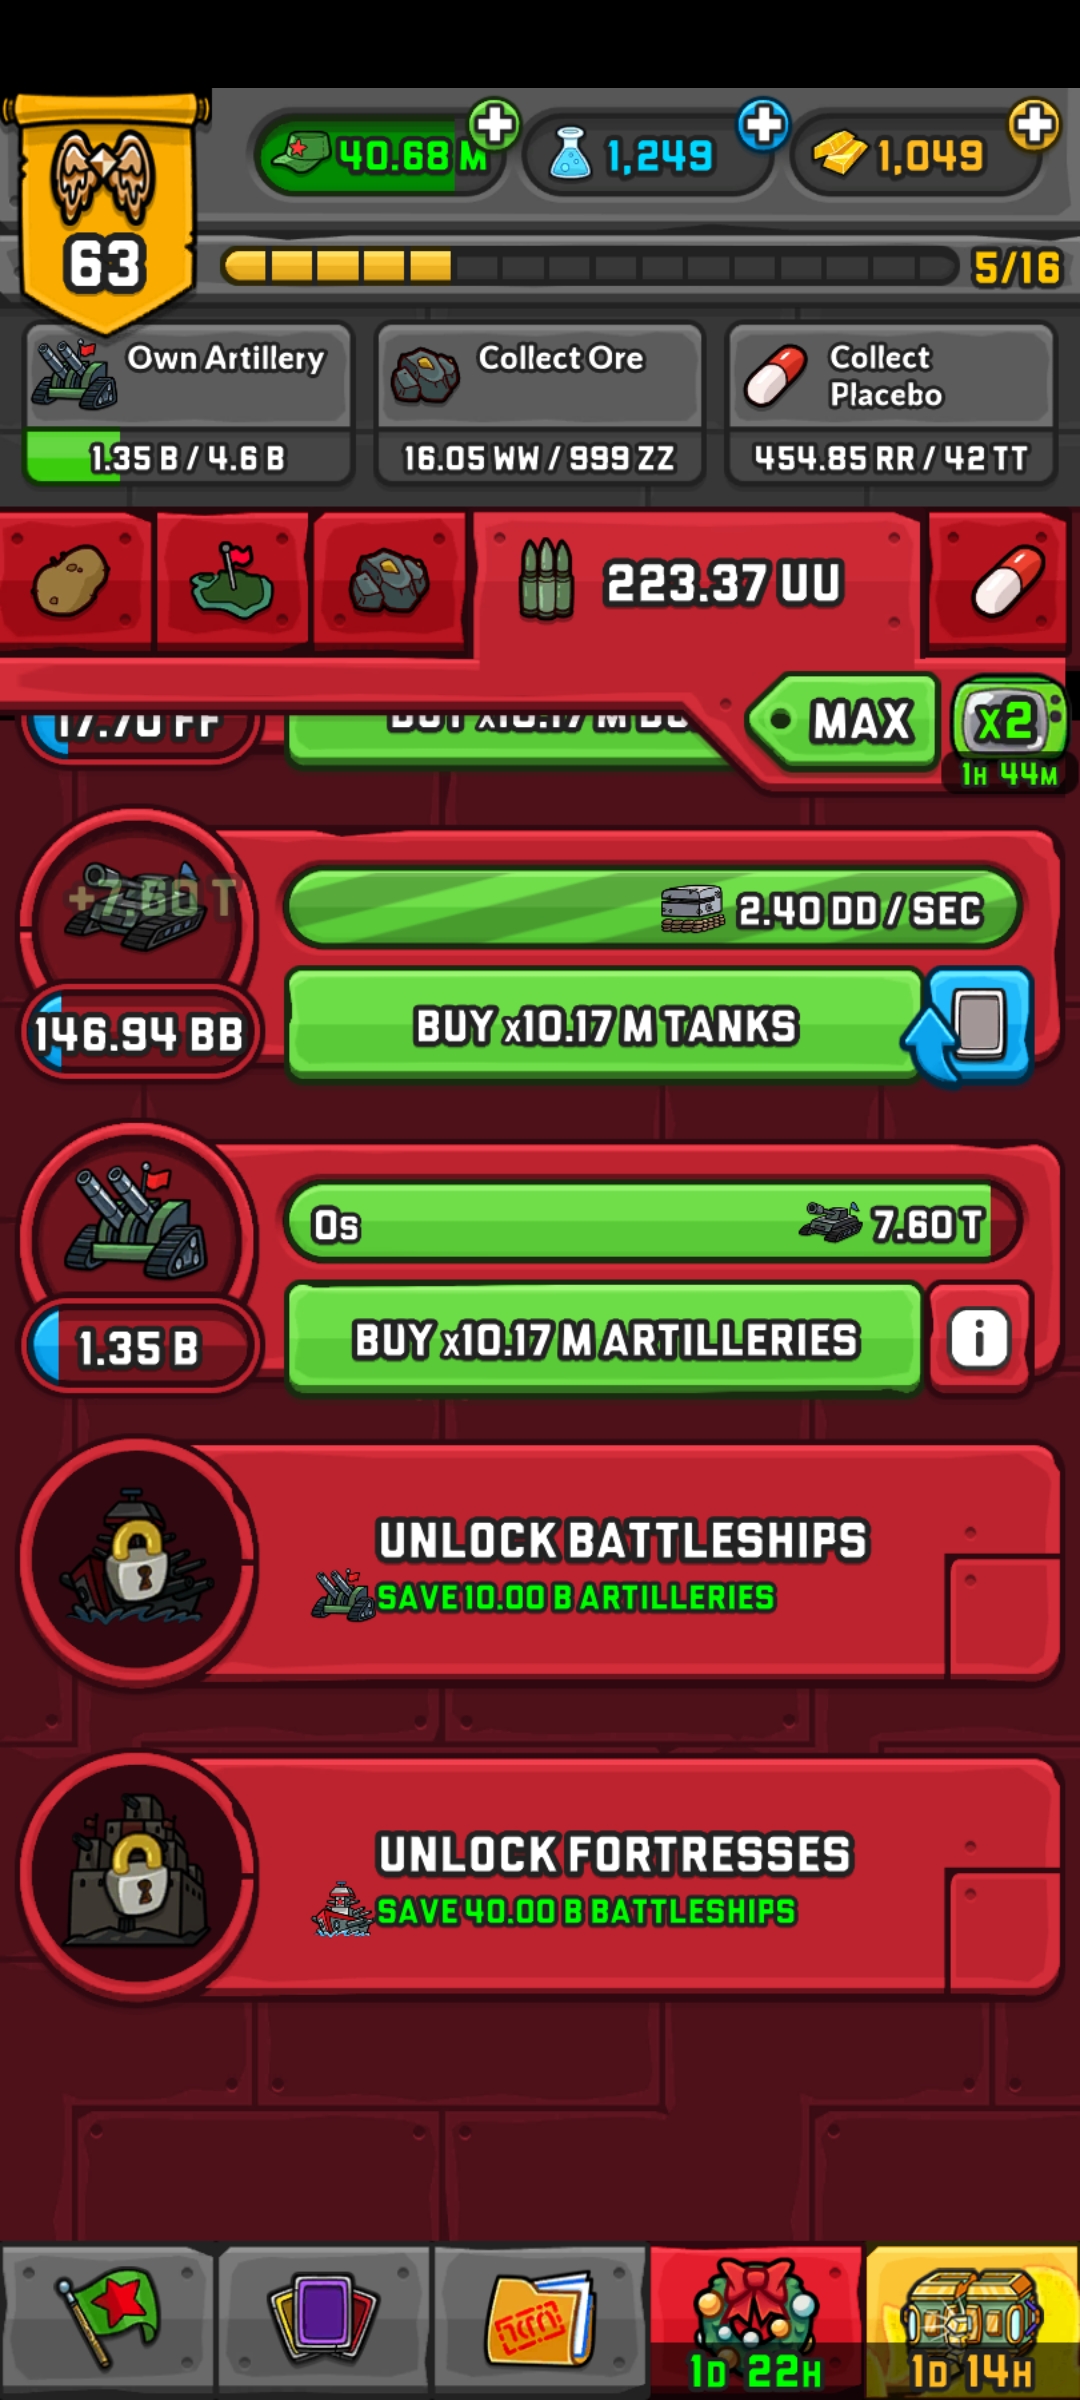 40.68 M
1,249
1,049
63
5/16
Own Artillery
1.35 B / 4.6 B
Collect Ore
16.05 WW / 999 ZZ
Collect
Placebo
454.85 RR / 42 TT
223.37 UU
MAX
x2
1H 44M
+7.60 T
2.40 DD / SEC
146.94 BB
BUY x10.17 M TANKS
0s
7.60 T
1.35 B
BUY x10.17 M ARTILLERIES
i
UNLOCK BATTLESHIPS
SAVE 10.00 B ARTILLERIES
UNLOCK FORTRESSES
SAVE 40.00 B BATTLESHIPS
1D 22H
1D 14H